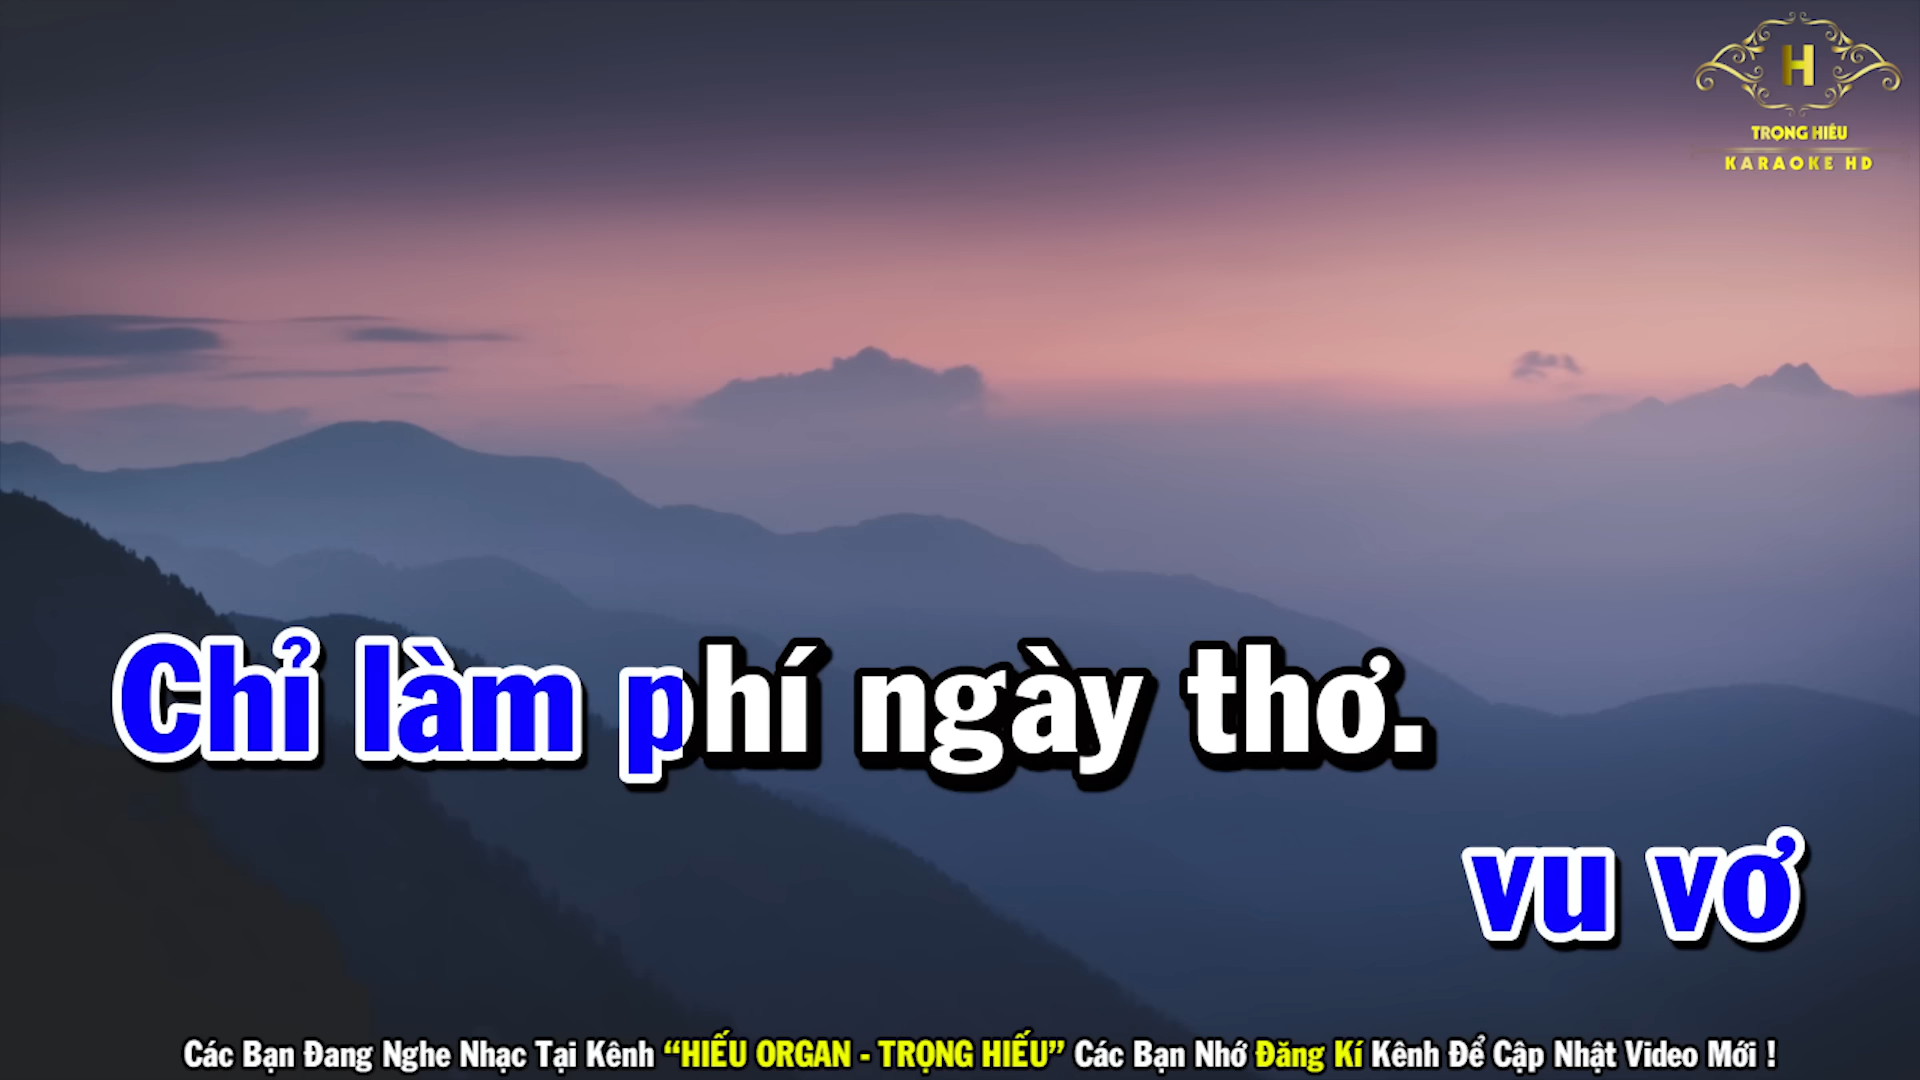 H
TRỌNG HIẾU
KARAOKE HD
Chỉ làm phí ngày thơ.
vu vơ
Các Bạn Đang Nghe Nhạc Tại Kênh “HIẾU ORGAN - TRỌNG HIẾU” Các Bạn Nhớ Đăng Kí Kênh Để Cập Nhật Video Mới !